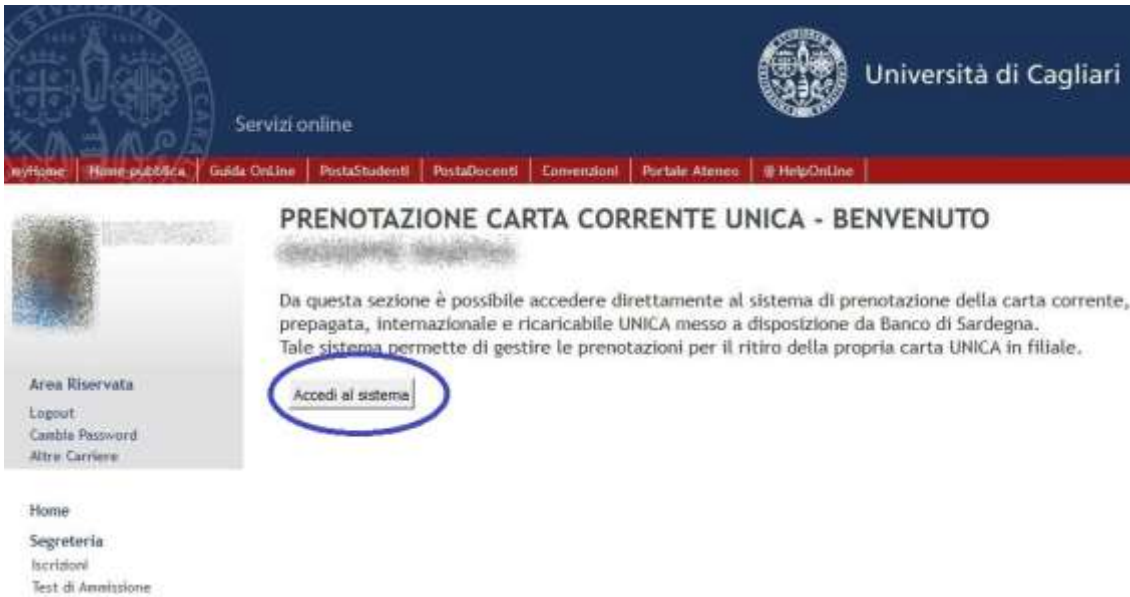 Università di Cagliari
Servizi online
myHome Home pubblica Guida OnLine PostaStudenti PostaDocenti Convenzioni Portale Ateneo @ HelpOnLine
PRENOTAZIONE CARTA CORRENTE UNICA - BENVENUTO
Da questa sezione è possibile accedere direttamente al sistema di prenotazione della carta corrente,
prepagata, internazionale e ricaricabile UNICA messo a disposizione da Banco di Sardegna.
Tale sistema permette di gestire le prenotazioni per il ritiro della propria carta UNICA in filiale.
Accedi al sistema
Area Riservata
Logout
Cambia Password
Altre Carriere
Home
Segreteria
Iscrizioni
Test di Ammissione